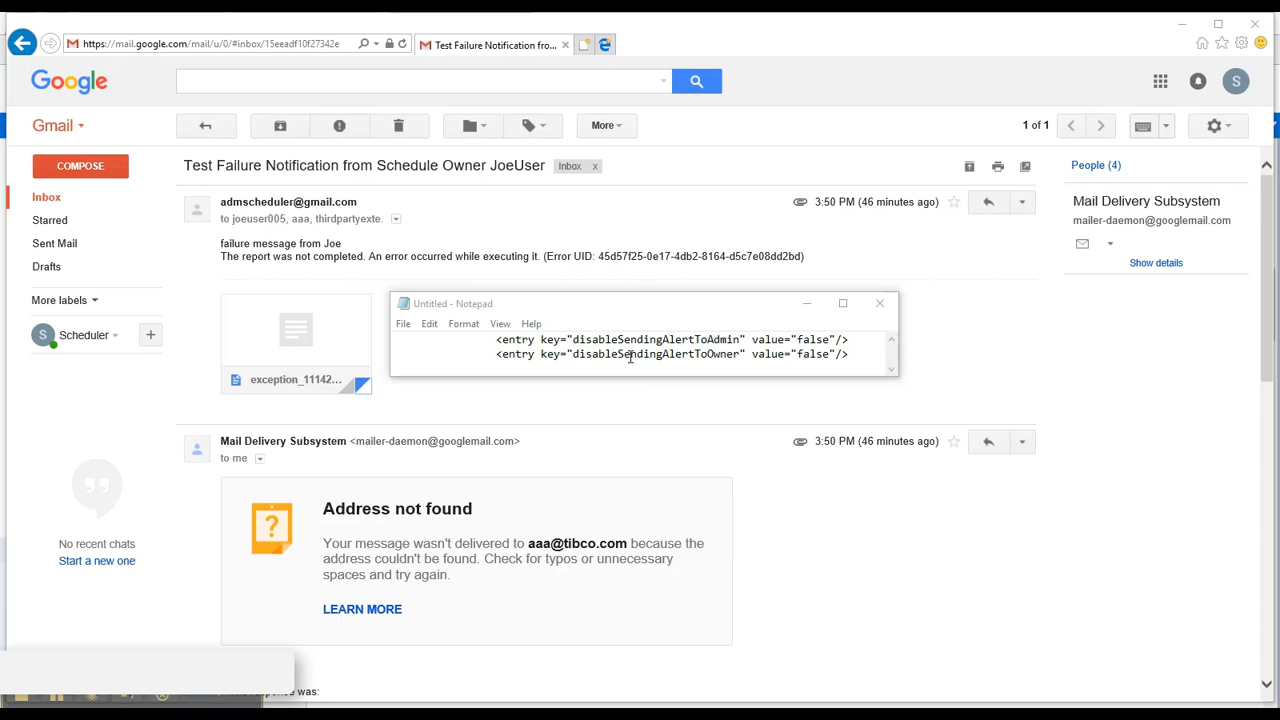 https://mail.google.com/mail/u/0/#inbox/15eeadf10f27342e
Test Failure Notification fro...
Google
S
Gmail
More
1 of 1
COMPOSE
Inbox
Starred
Sent Mail
Drafts
More labels
S
Scheduler
No recent chats
Start a new one
Test Failure Notification from Schedule Owner JoeUser
Inbox x
admscheduler@gmail.com
3:50 PM (46 minutes ago)
to joeuser005, aaa, thirdpartyexte.
failure message from Joe
The report was not completed. An error occurred while executing it. (Error UID: 45d57f25-0e17-4db2-8164-d5c7e08dd2bd)
exception_11142...
Untitled - Notepad
File Edit Format View Help
<entry key="disableSendingAlertToAdmin" value="false"/>
<entry key="disableSendingAlertToOwner" value="false"/>
Mail Delivery Subsystem <mailer-daemon@googlemail.com>
3:50 PM (46 minutes ago)
to me
Address not found
Your message wasn't delivered to aaa@tibco.com because the
address couldn't be found. Check for typos or unnecessary
spaces and try again.
LEARN MORE
was:
People (4)
Mail Delivery Subsystem
mailer-daemon@googlemail.com
Show details